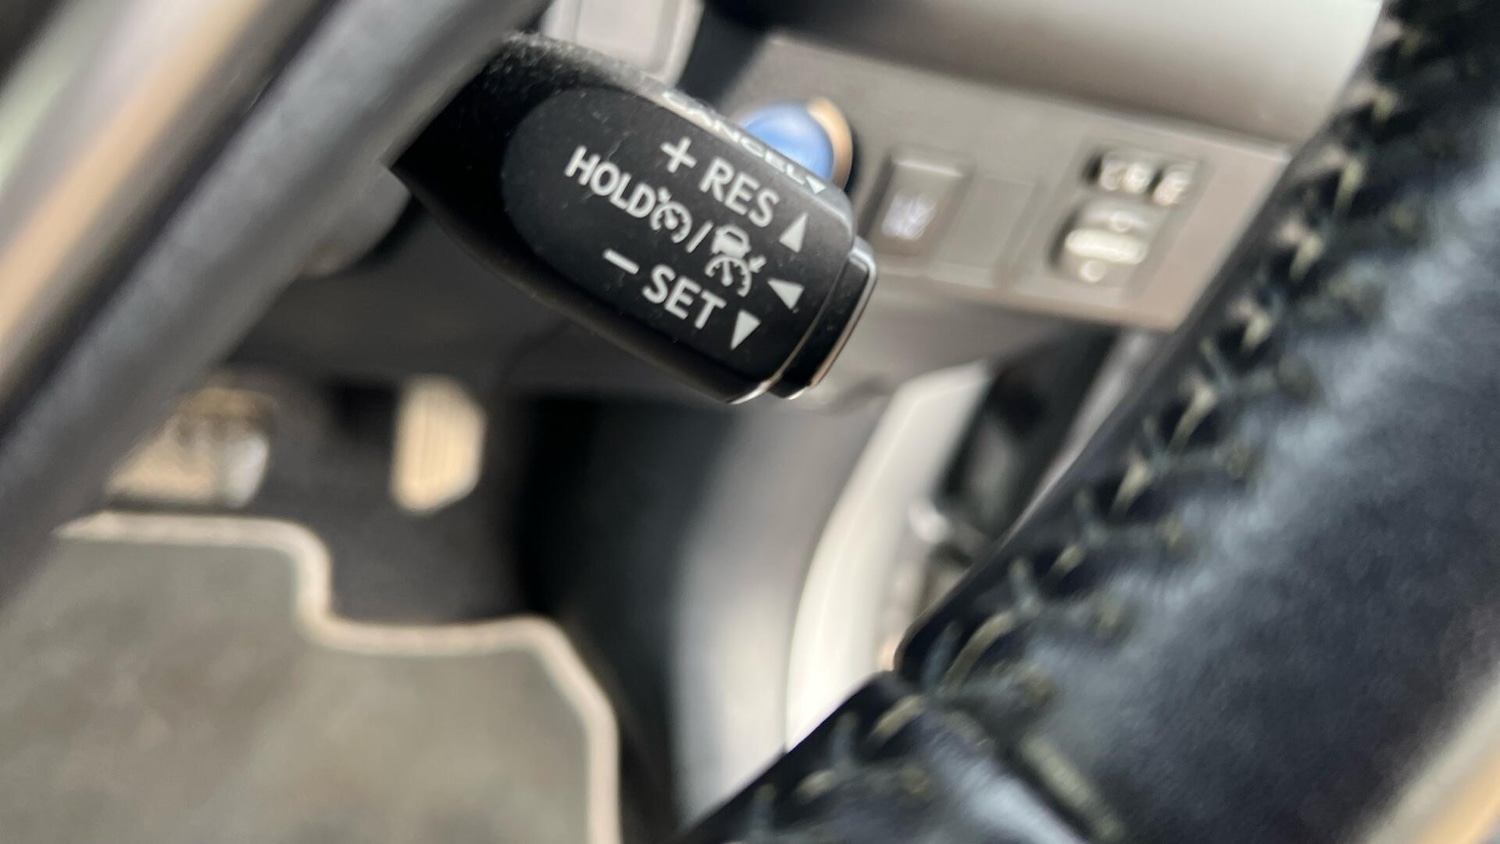 CANCEL▼
+ RES ▲
HOLD / ◀
− SET ▼